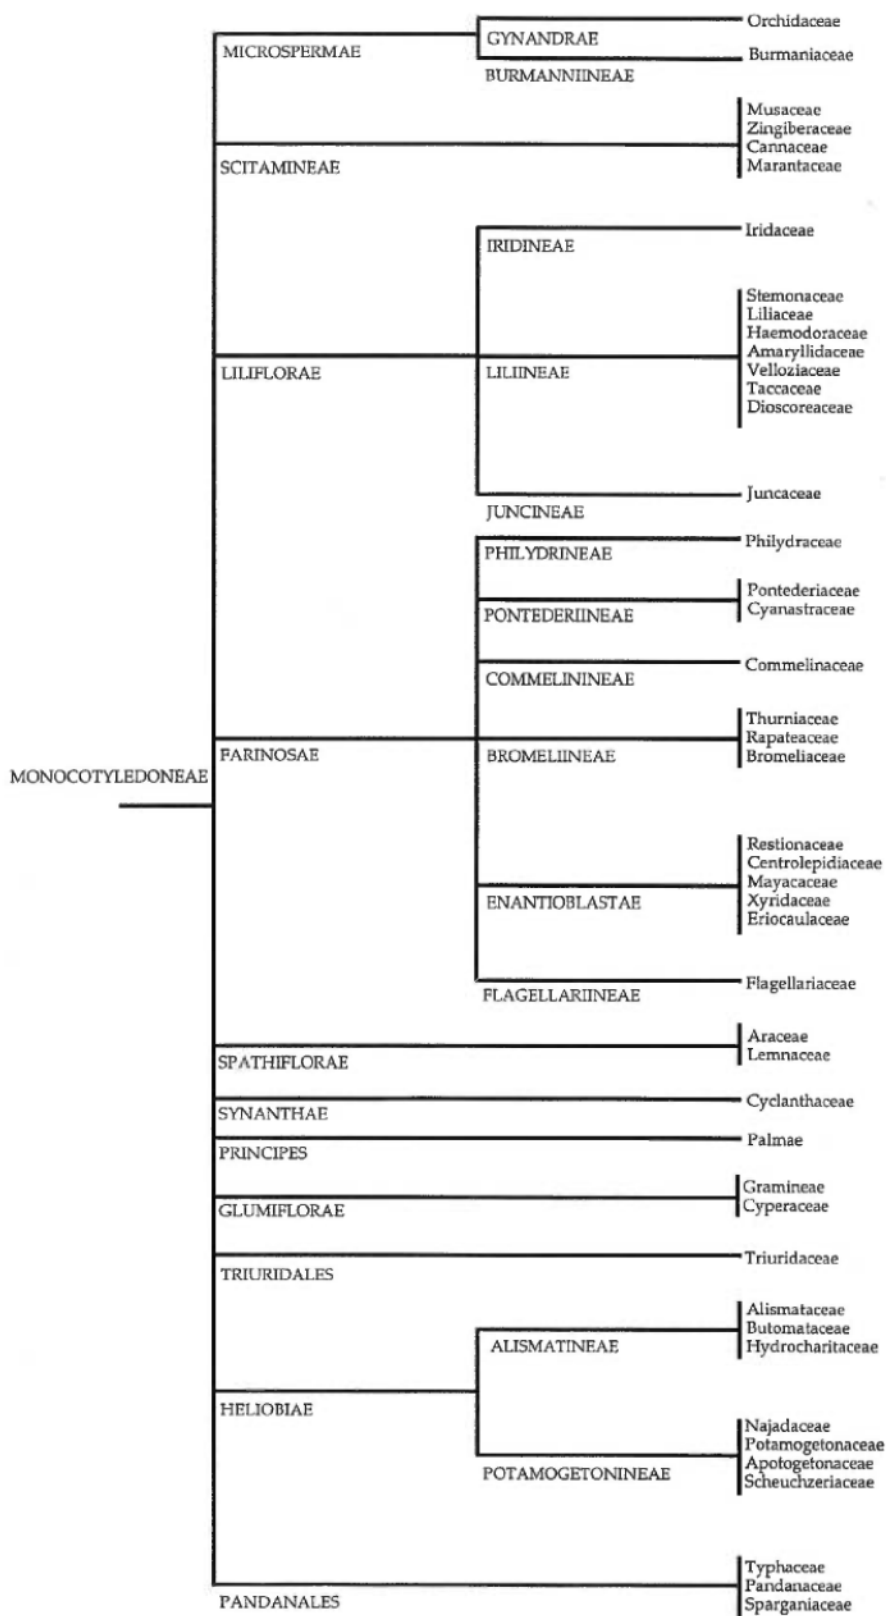 Orchidaceae
GYNANDRAE
MICROSPERMAE
Burmaniaceae
BURMANNIINEAE
Musaceae
Zingiberaceae
Cannaceae
Marantaceae
SCITAMINEAE
Iridaceae
IRIDINEAE
Stemonaceae
Liliaceae
Haemodoraceae
Amaryllidaceae
Velloziaceae
Taccaceae
Dioscoreaceae
LILIFLORAE
LILIINEAE
Juncaceae
JUNCINEAE
Philydraceae
PHILYDRINEAE
Pontederiaceae
Cyanastraceae
PONTEDERIINEAE
Commelinaceae
COMMELININEAE
Thurniaceae
Rapateaceae
Bromeliaceae
FARINOSAE
BROMELIINEAE
MONOCOTYLEDONEAE
Restionaceae
Centrolepidiaceae
Mayacaceae
Xyridaceae
Eriocaulaceae
ENANTIOBLASTAE
Flagellariaceae
FLAGELLARIINEAE
Araceae
Lemnaceae
SPATHIFLORAE
Cyclanthaceae
SYNANTHAE
Palmae
PRINCIPES
Gramineae
Cyperaceae
GLUMIFLORAE
Triuridaceae
TRIURIDALES
Alismataceae
Butomataceae
Hydrocharitaceae
ALISMATINEAE
HELIOBIAE
Najadaceae
Potamogetonaceae
Apotogetonaceae
Scheuchzeriaceae
POTAMOGETONINEAE
Typhaceae
Pandanaceae
Sparganiaceae
PANDANALES